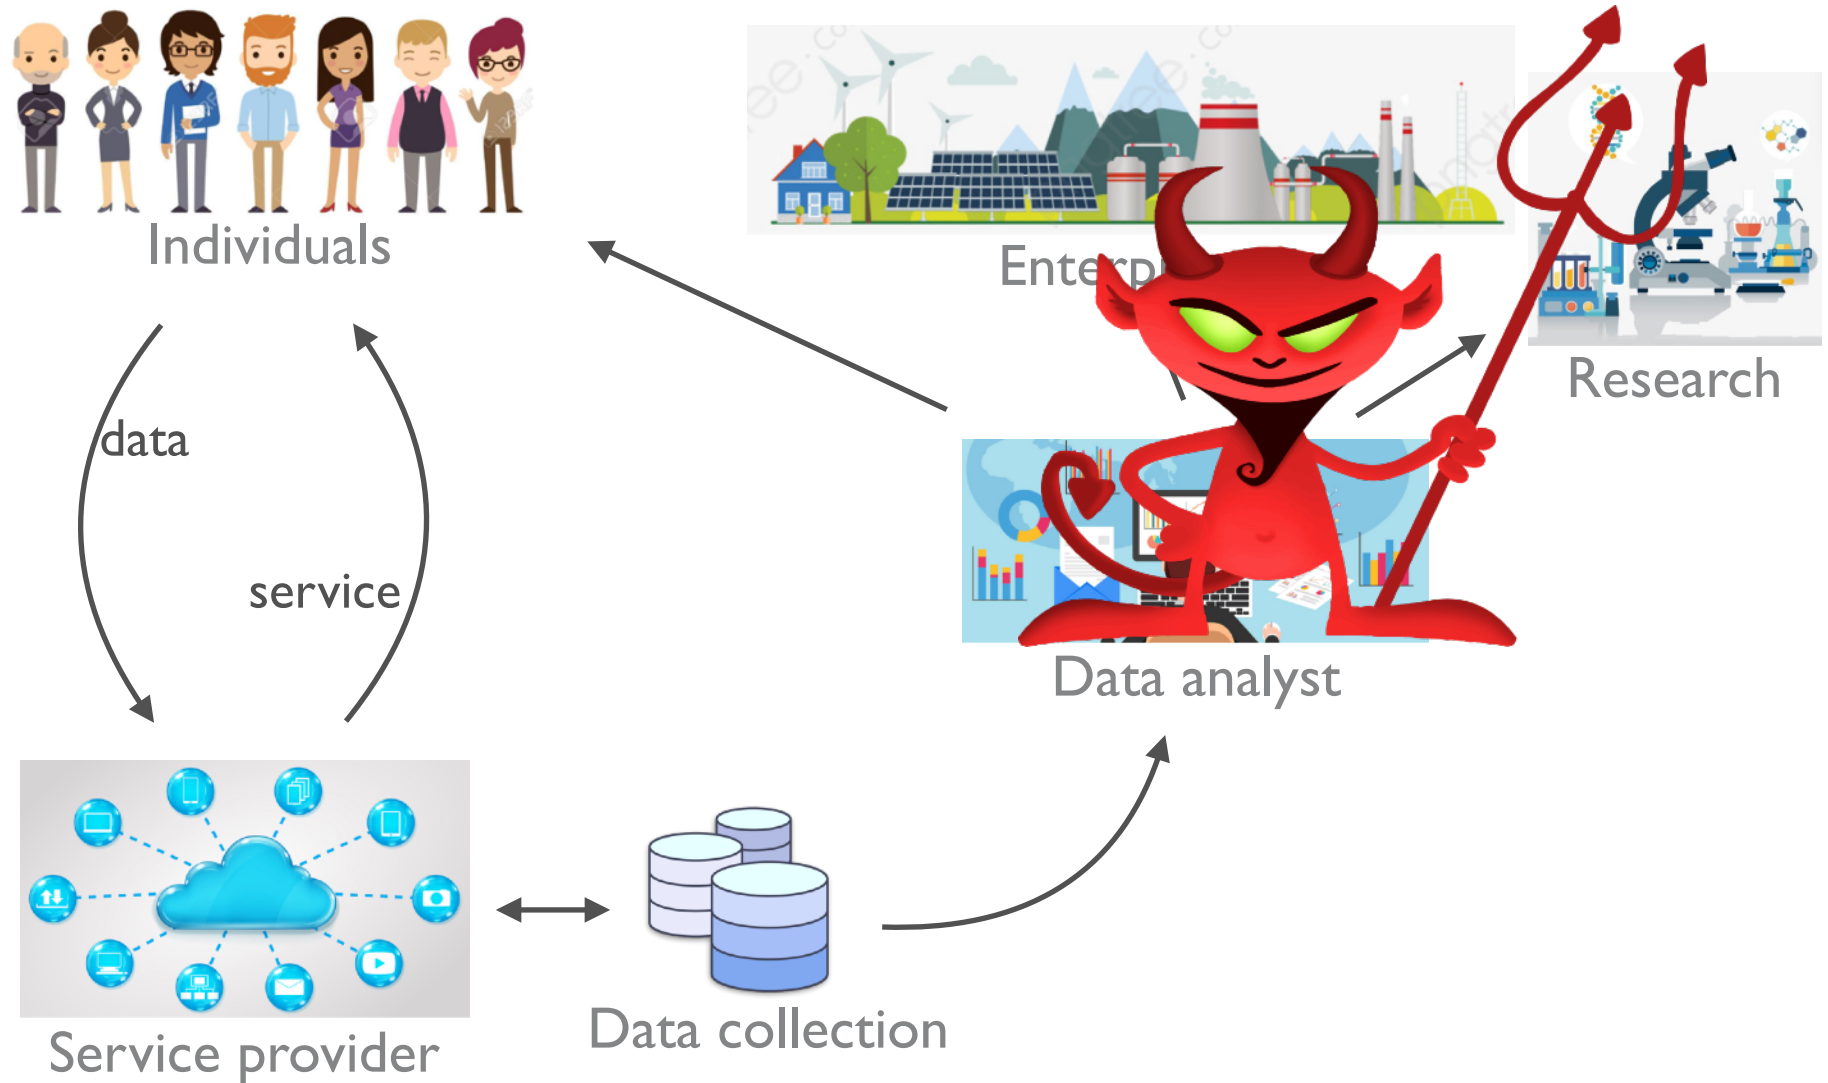 Individuals
Research
data
service
Data analyst
Data collection
Service provider